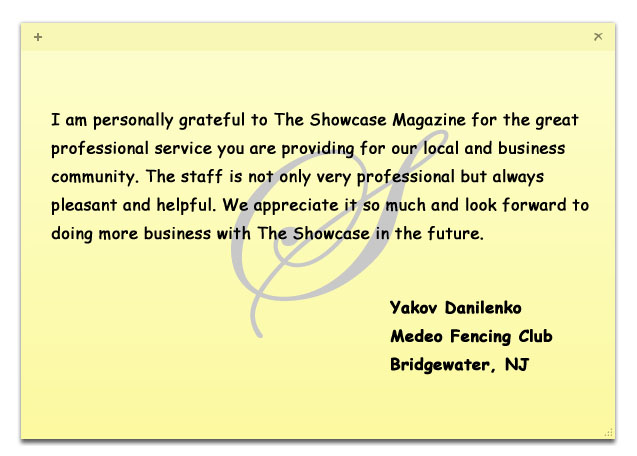 I am personally grateful to The Showcase Magazine for the great
professional service you are providing for our local and business
community. The staff is not only very professional but always
pleasant and helpful. We appreciate it so much and look forward to
doing more business with The Showcase in the future.
Yakov Danilenko
Medeo Fencing Club
Bridgewater, NJ